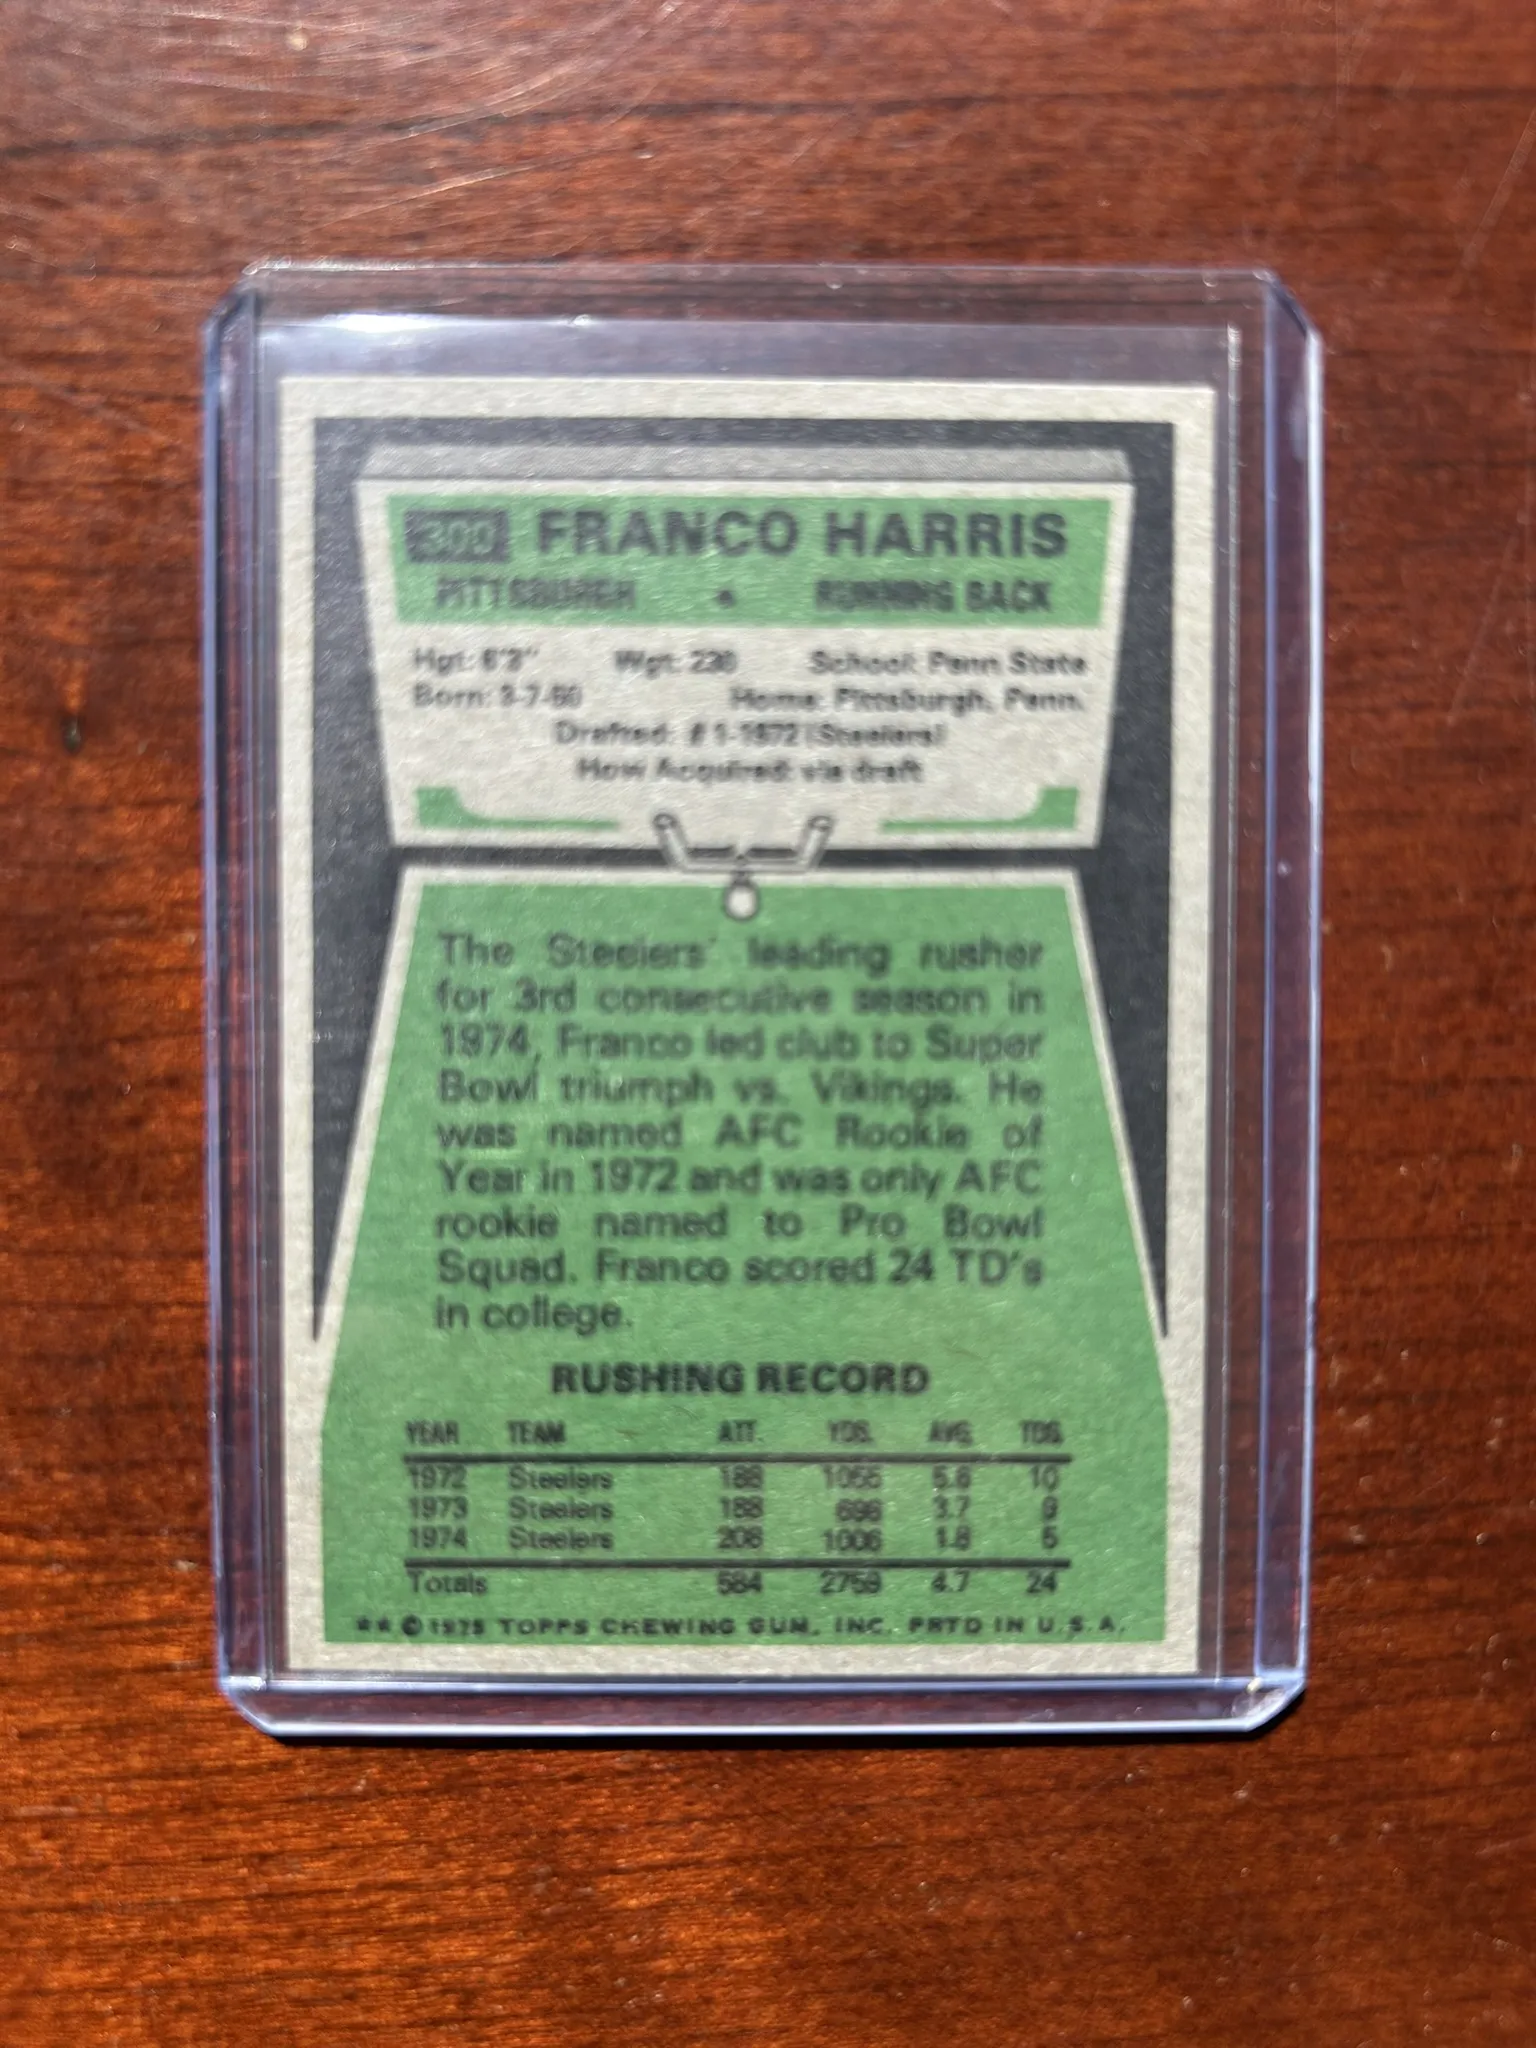 300 FRANCO HARRIS
PITTSBURGH • RUNNING BACK
Hgt: 6'2" Wgt: 230 School: Penn State
Born: 3-7-50 Home: Pittsburgh, Penn.
Drafted: #1-1972 (Steelers)
How Acquired: via draft
The Steelers' leading rusher
for 3rd consecutive season in
1974, Franco led club to Super
Bowl triumph vs. Vikings. He
was named AFC Rookie of
Year in 1972 and was only AFC
rookie named to Pro Bowl
Squad. Franco scored 24 TD's
in college.
RUSHING RECORD
YEAR TEAM ATT. YDS. AVG. TDS.
1972 Steelers 188 1055 5.6 10
1973 Steelers 188 698 3.7 9
1974 Steelers 208 1006 5
Totals 584 2759 4.7 24
** © 1975 TOPPS CHEWING GUM, INC. PRTD IN U.S.A.